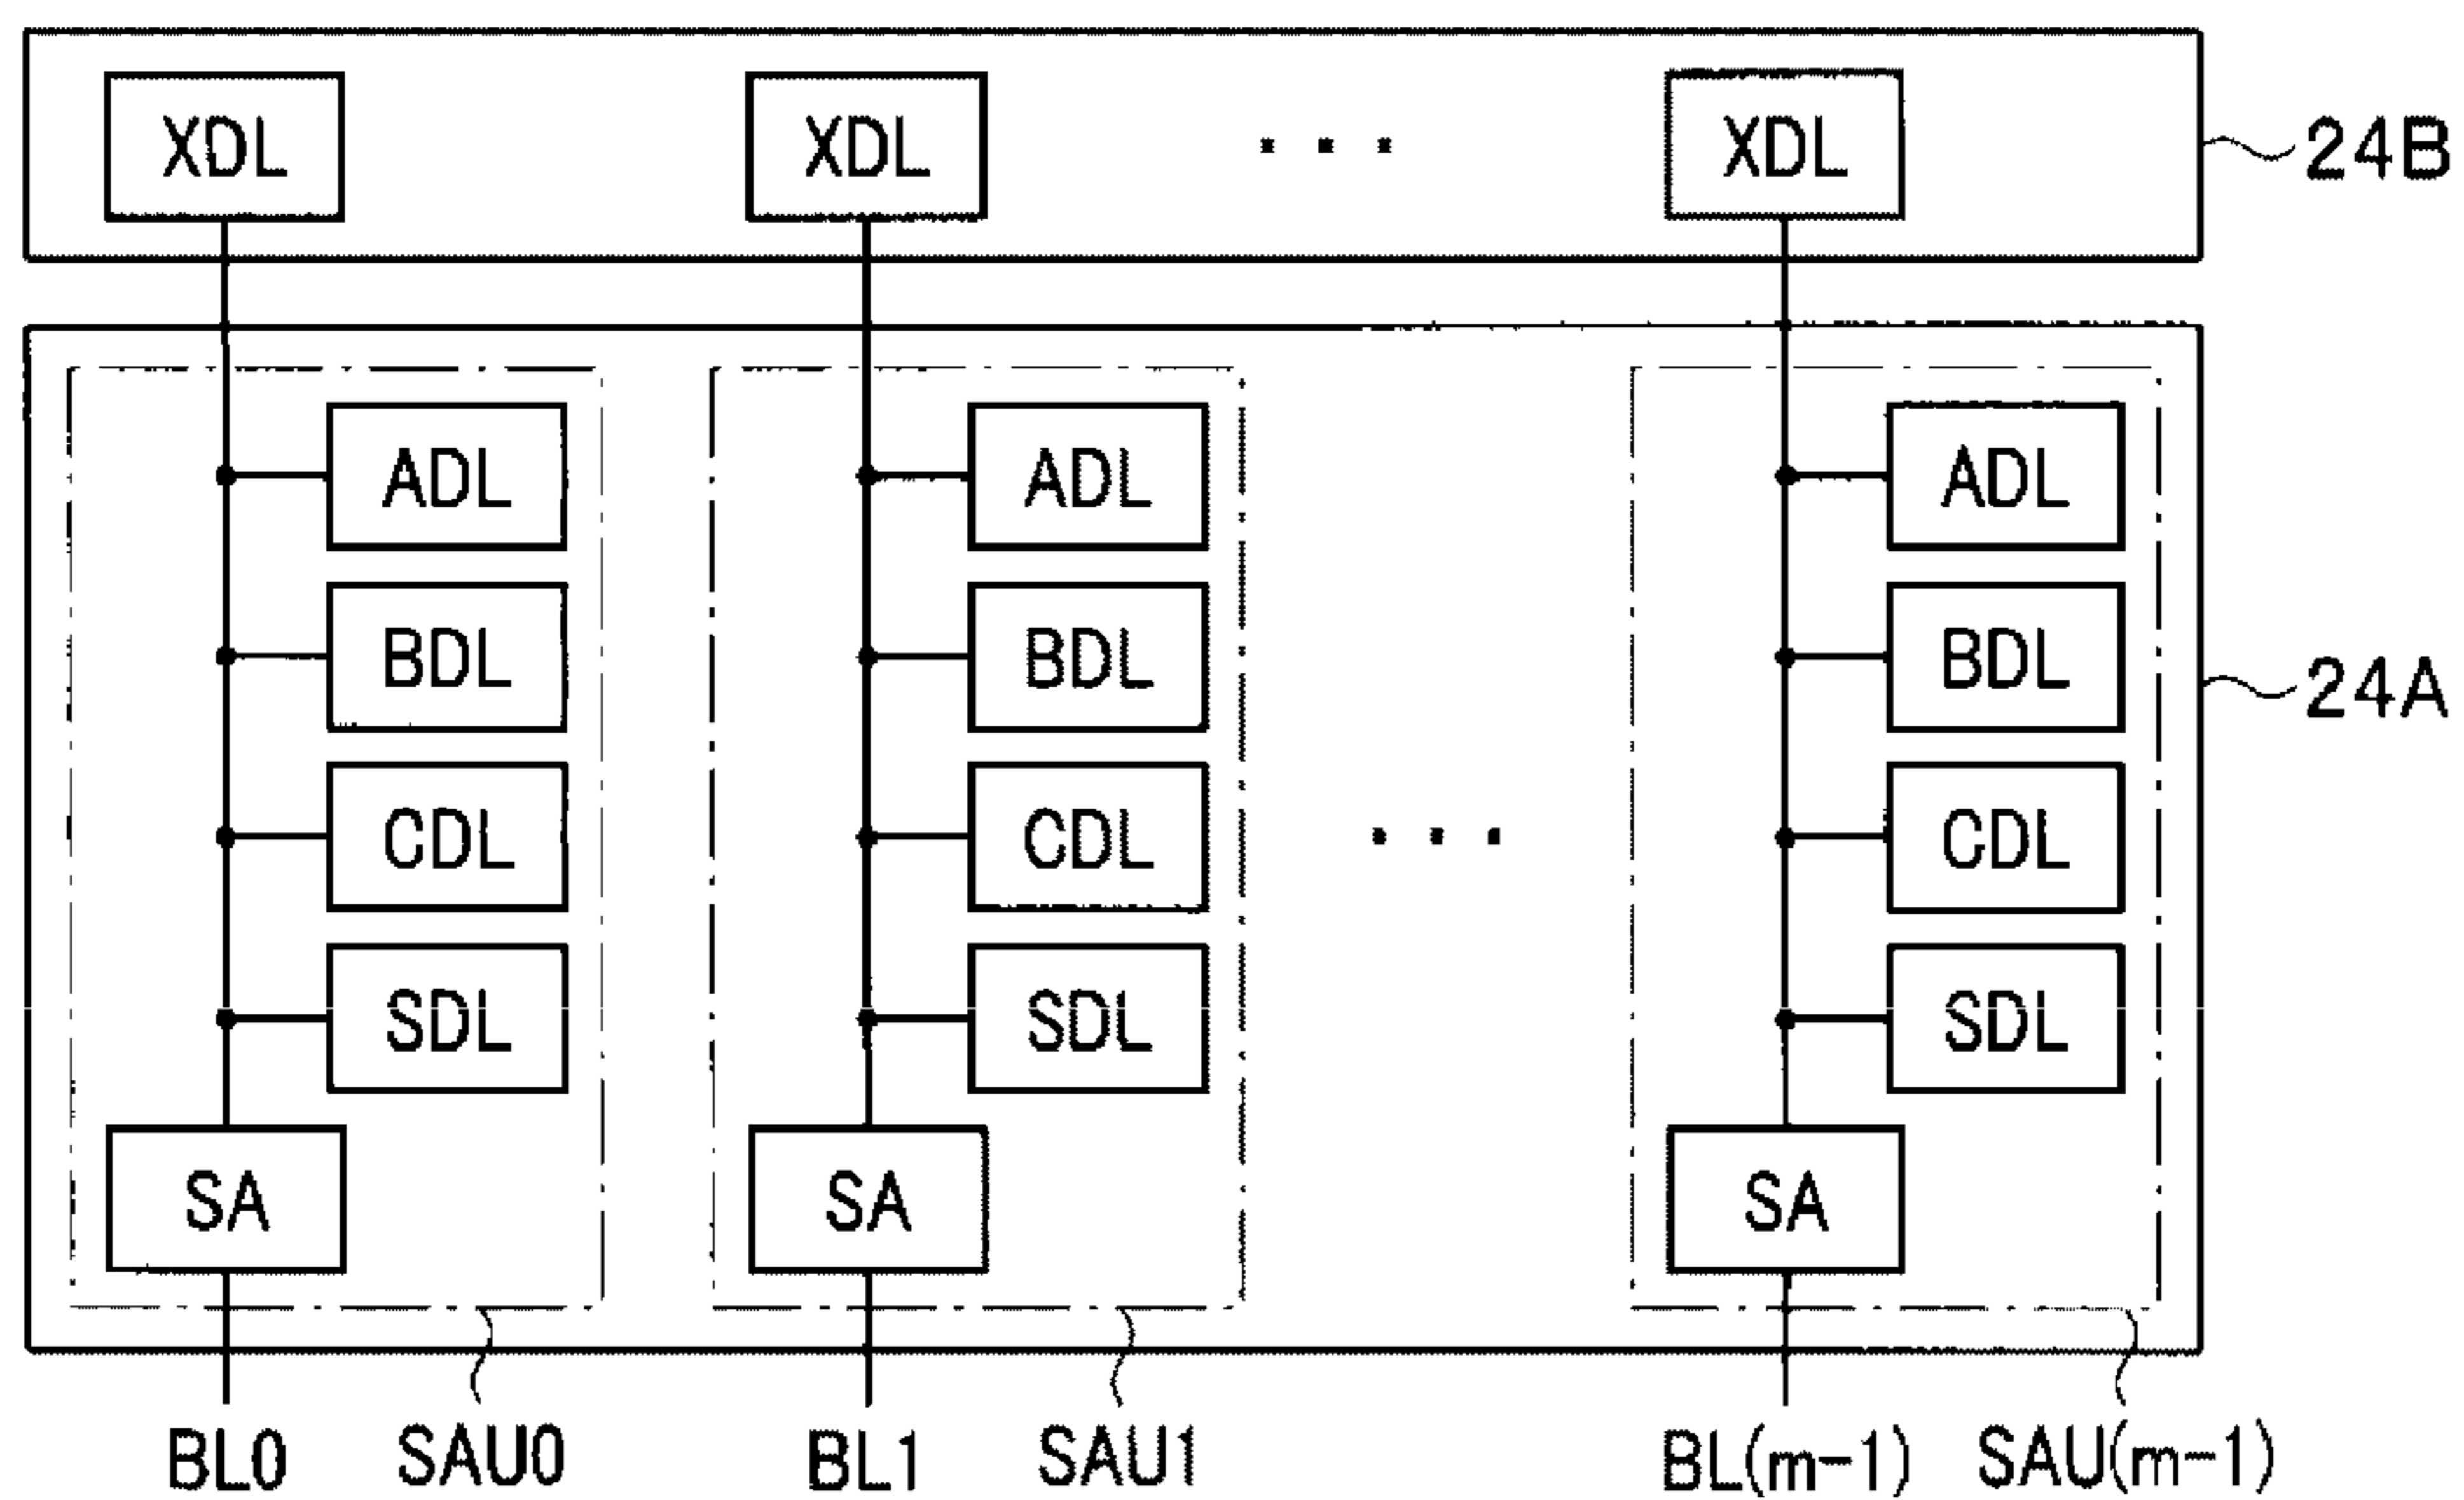 XDL XDL ... XDL 24B
ADL ADL ADL
BDL BDL BDL 24A
CDL CDL ... CDL
SDL SDL SDL
SA SA SA
BL0 SAU0 BL1 SAU1 BL(m-1) SAU(m-1)